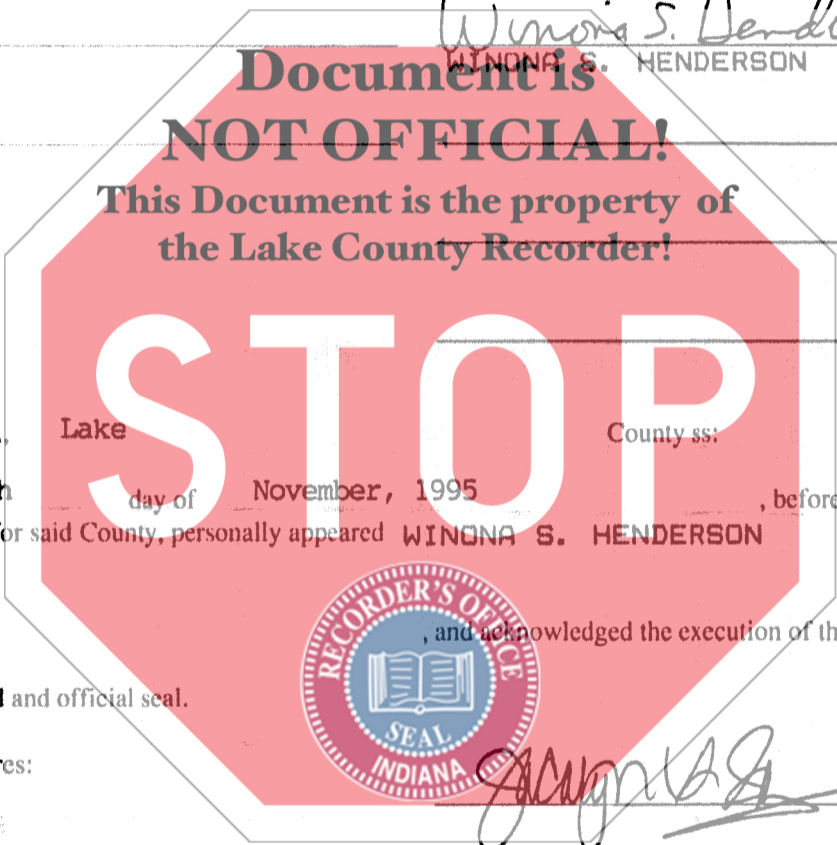 Winona S.
WINONA S. HENDERSON
Document is
NOT OFFICIAL!
This Document is the property of
the Lake County Recorder!
STOP
Lake County ss:
day of November, 1995 , before
or said County, personally appeared WINONA S. HENDERSON
, and acknowledged the execution of th
and official seal.
es:
RECORDER'S OFFICE
SEAL
INDIANA